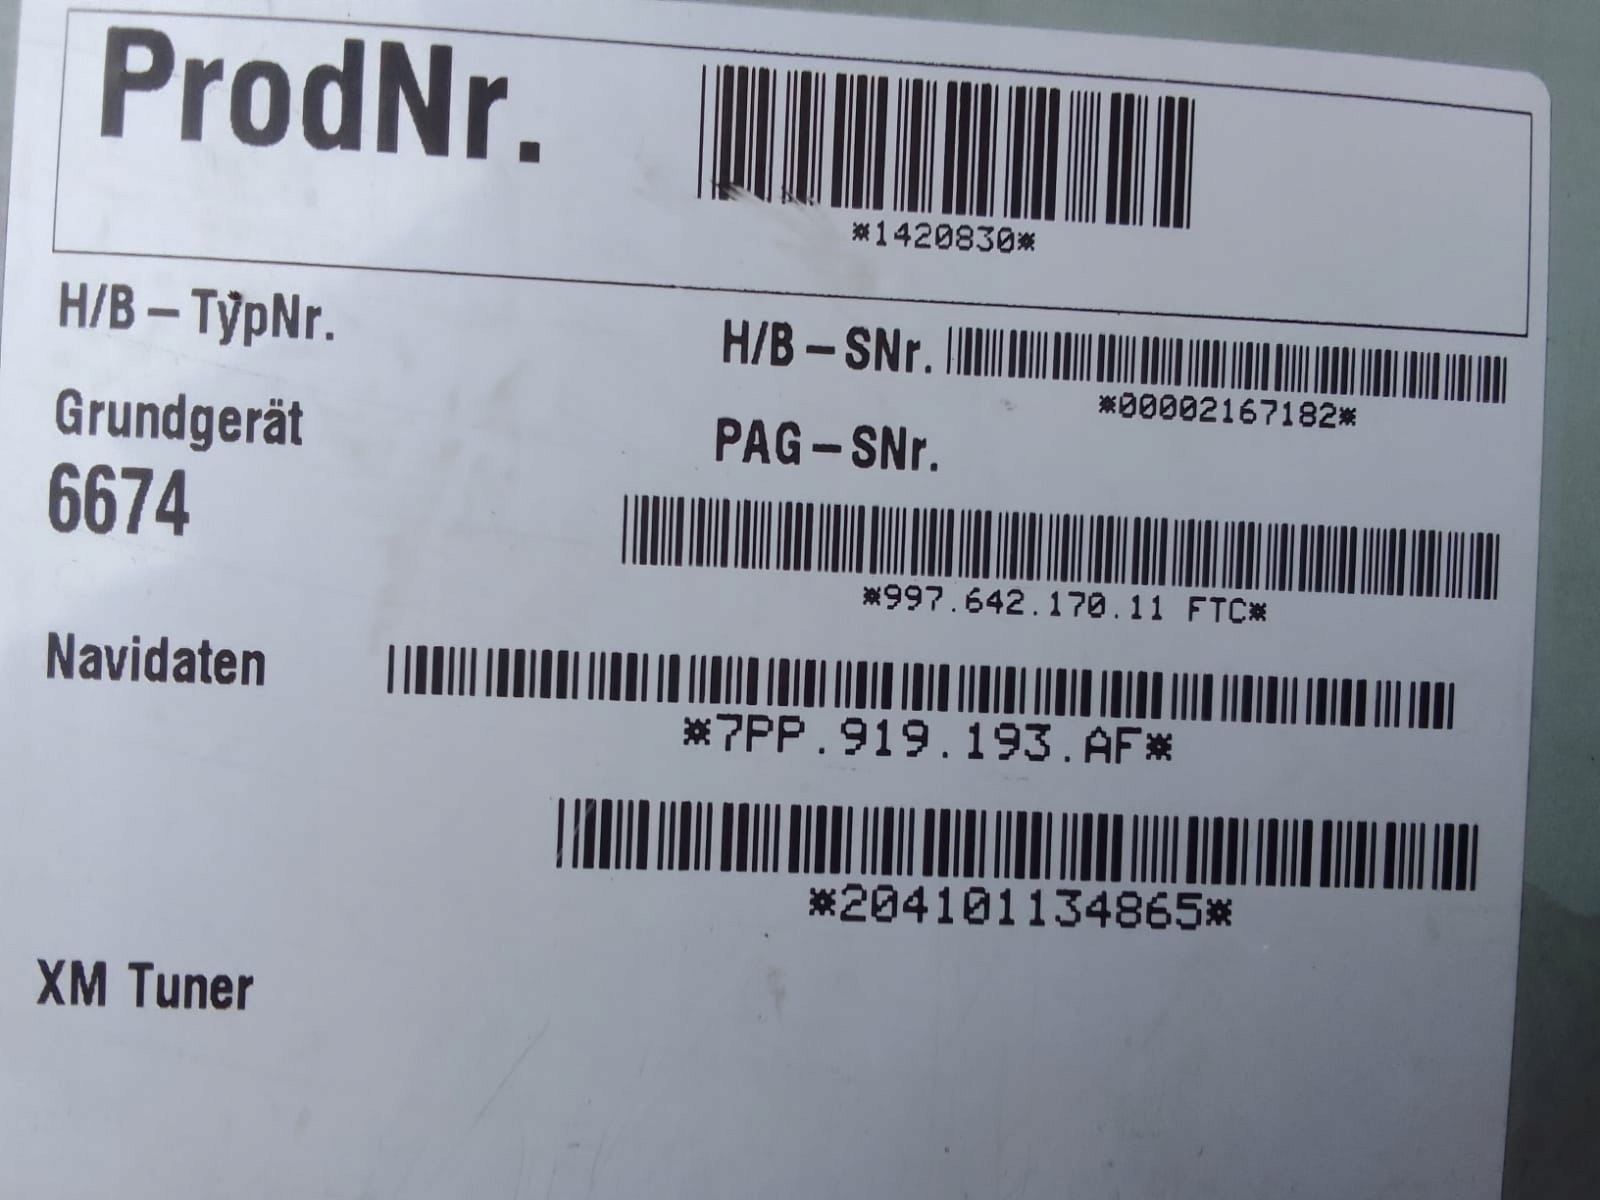 ProdNr.
*1420830*
H/B – TypNr.
H/B – SNr.
*00002167182*
Grundgerät
6674
PAG – SNr.
*997.642.170.11 FTC*
Navidaten
*7PP.919.193.AF*
*204101134865*
XM Tuner